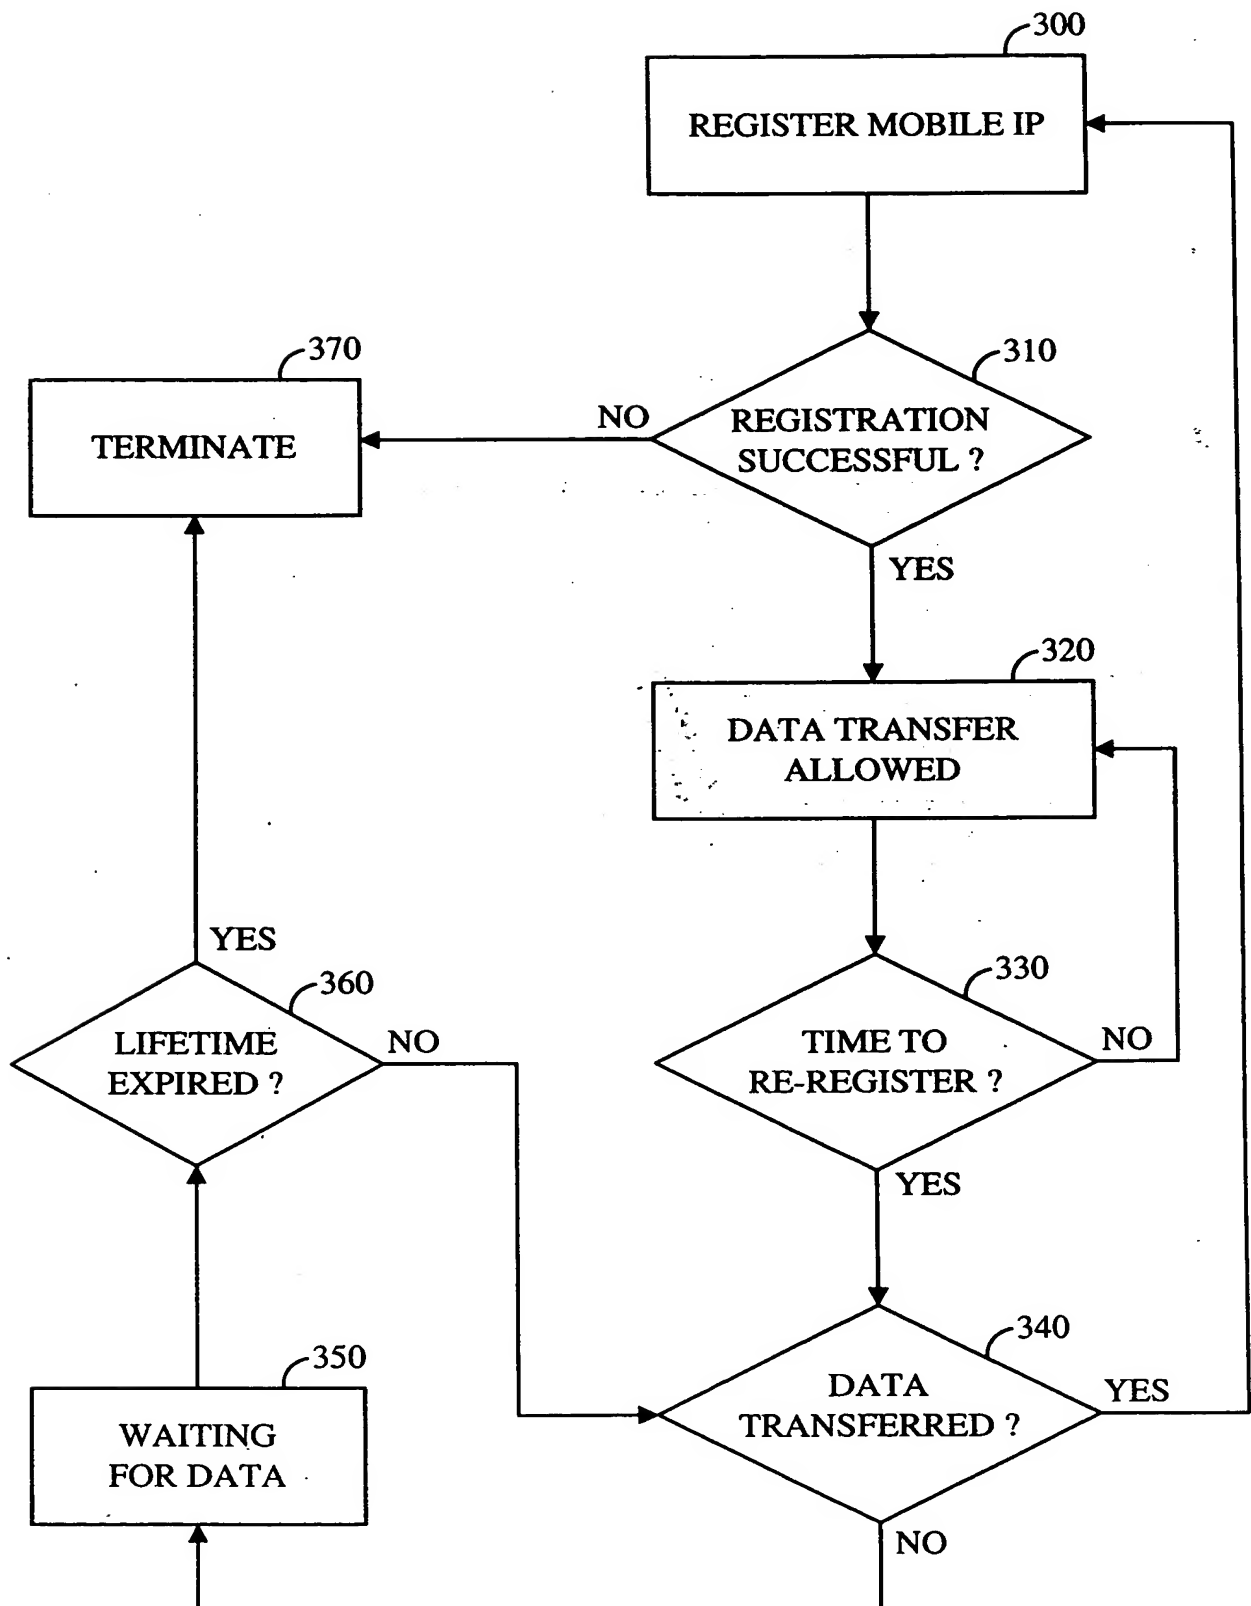 300
REGISTER MOBILE IP
310
REGISTRATION
SUCCESSFUL ?
NO
YES
370
TERMINATE
320
DATA TRANSFER
ALLOWED
330
TIME TO
RE-REGISTER ?
NO
YES
340
DATA
TRANSFERRED ?
YES
NO
350
WAITING
FOR DATA
360
LIFETIME
EXPIRED ?
YES
NO